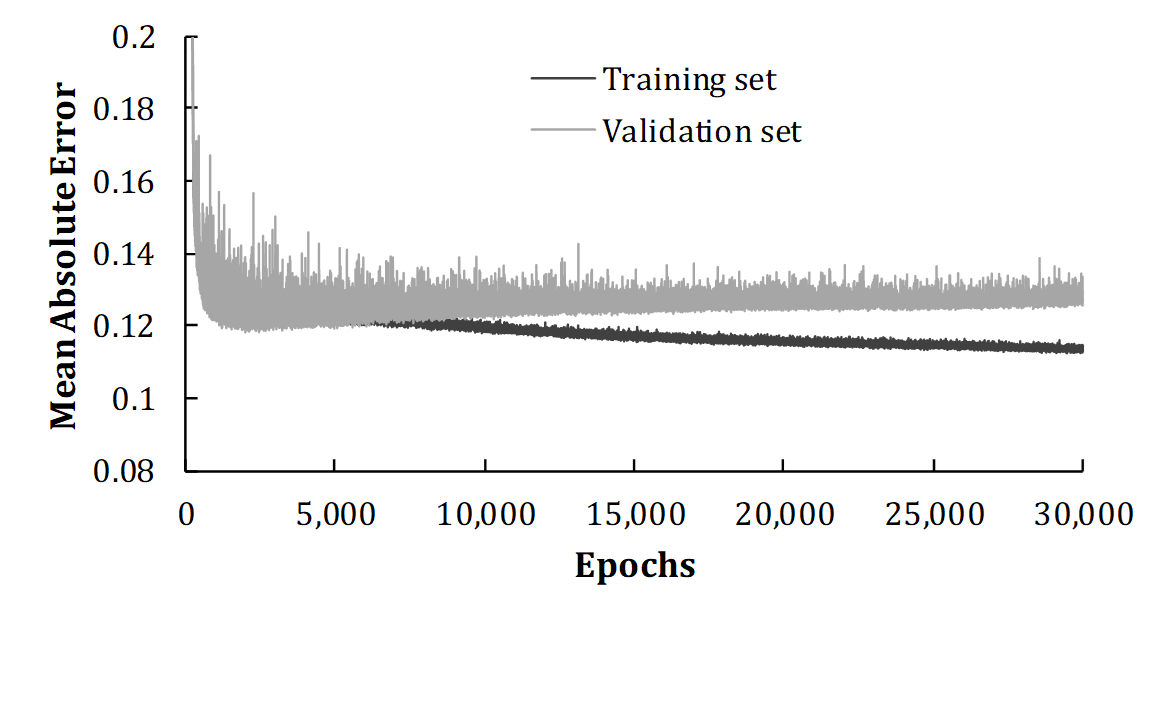 Mean Absolute Error
0.2
0.18
0.16
0.14
0.12
0.1
0.08
Training set
Validation set
0 5,000 10,000 15,000 20,000 25,000 30,000
Epochs